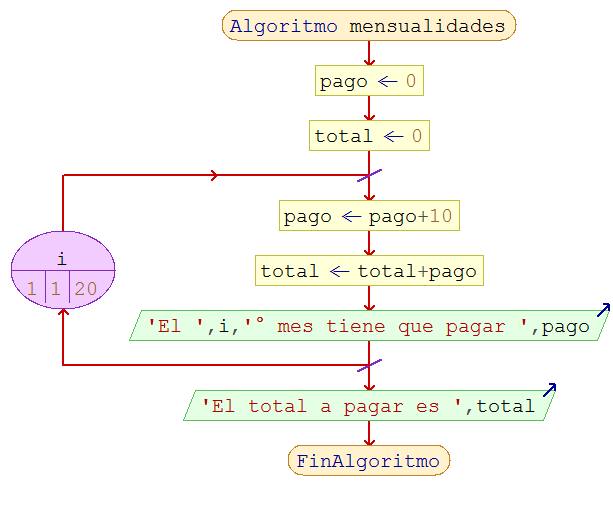 Algoritmo mensualidades
pago ← 0
total ← 0
pago ← pago+10
total ← total+pago
i
1 1 20
'El ',i,'° mes tiene que pagar ',pago
'El total a pagar es ',total
FinAlgoritmo